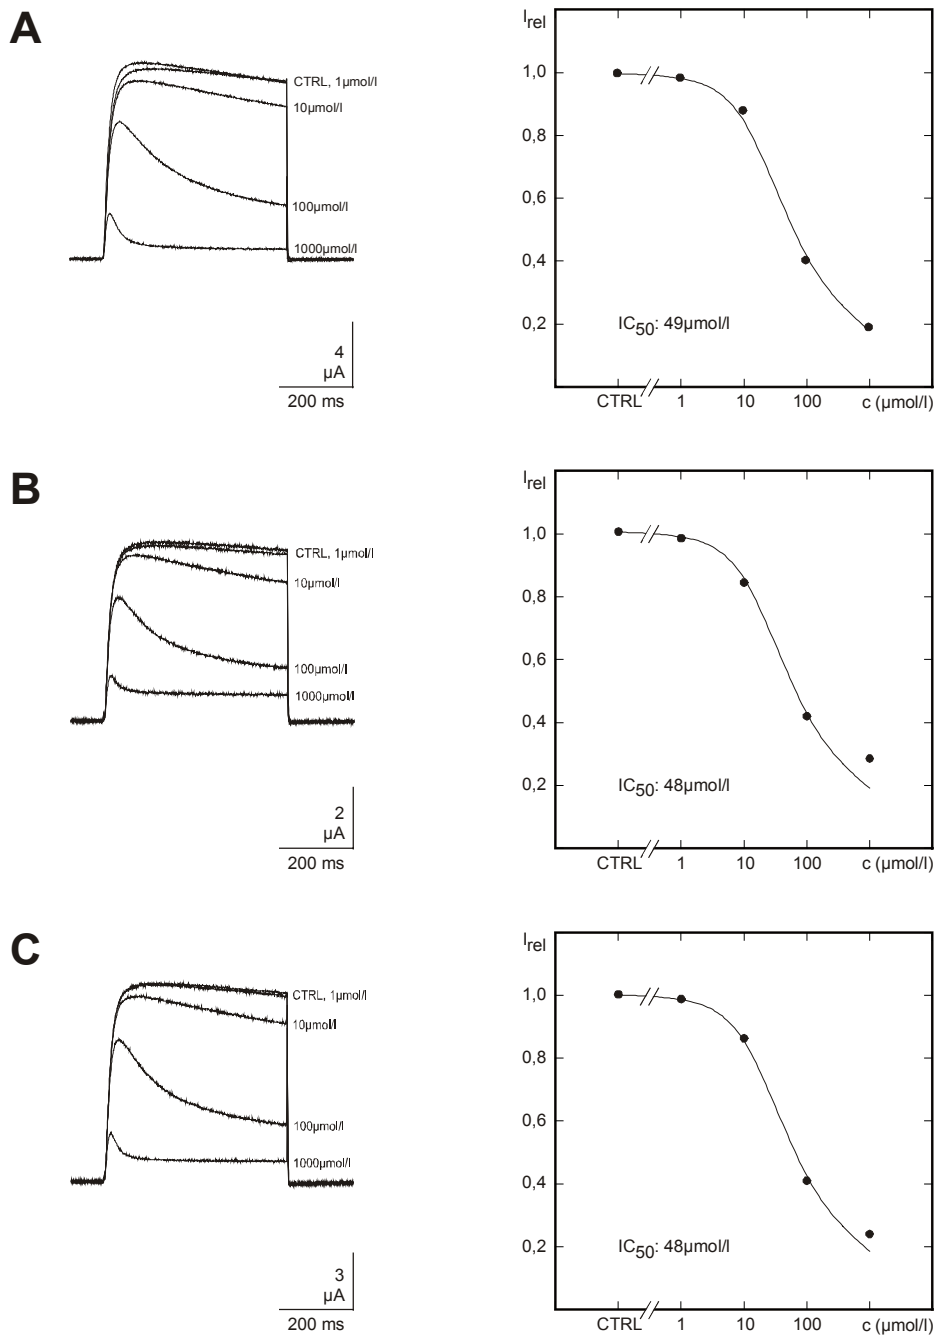 A
CTRL, 1µmol/l
10µmol/l
100µmol/l
1000µmol/l
4
µA
200 ms
Irel
1,0
0,8
0,6
0,4
0,2
IC50: 49µmol/l
CTRL 1 10 100 c (µmol/l)
B
CTRL, 1µmol/l
10µmol/l
100µmol/l
1000µmol/l
2
µA
200 ms
Irel
1,0
0,8
0,6
0,4
0,2
IC50: 48µmol/l
CTRL 1 10 100 c (µmol/l)
C
CTRL, 1µmol/l
10µmol/l
100µmol/l
1000µmol/l
3
µA
200 ms
Irel
1,0
0,8
0,6
0,4
0,2
IC50: 48µmol/l
CTRL 1 10 100 c (µmol/l)